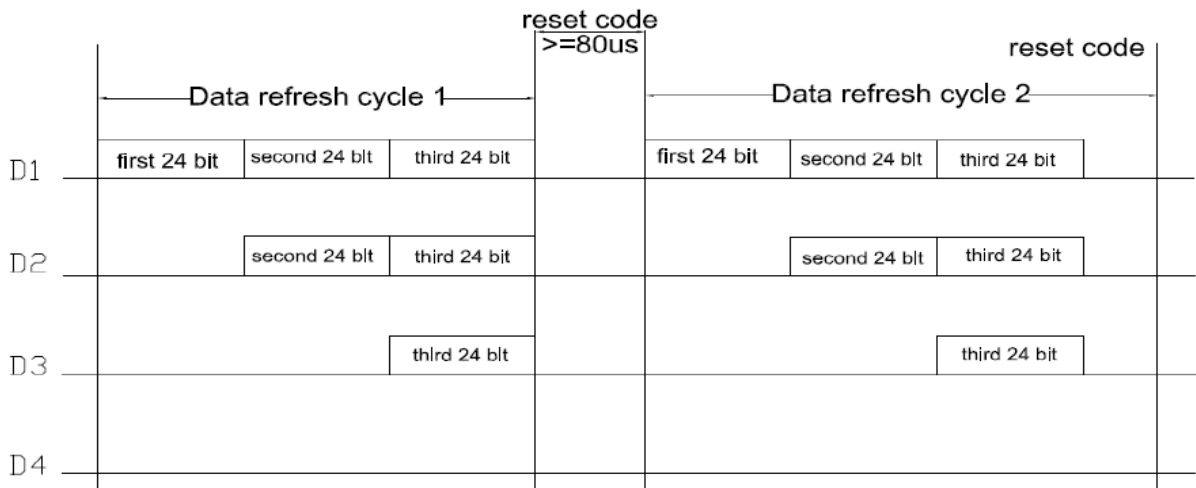 reset code
>=80us
reset code
Data refresh cycle 1
Data refresh cycle 2
D1 first 24 bit second 24 blt third 24 bit first 24 bit second 24 blt third 24 bit
D2 second 24 blt third 24 bit second 24 blt third 24 bit
D3 thlrd 24 blt third 24 bit
D4